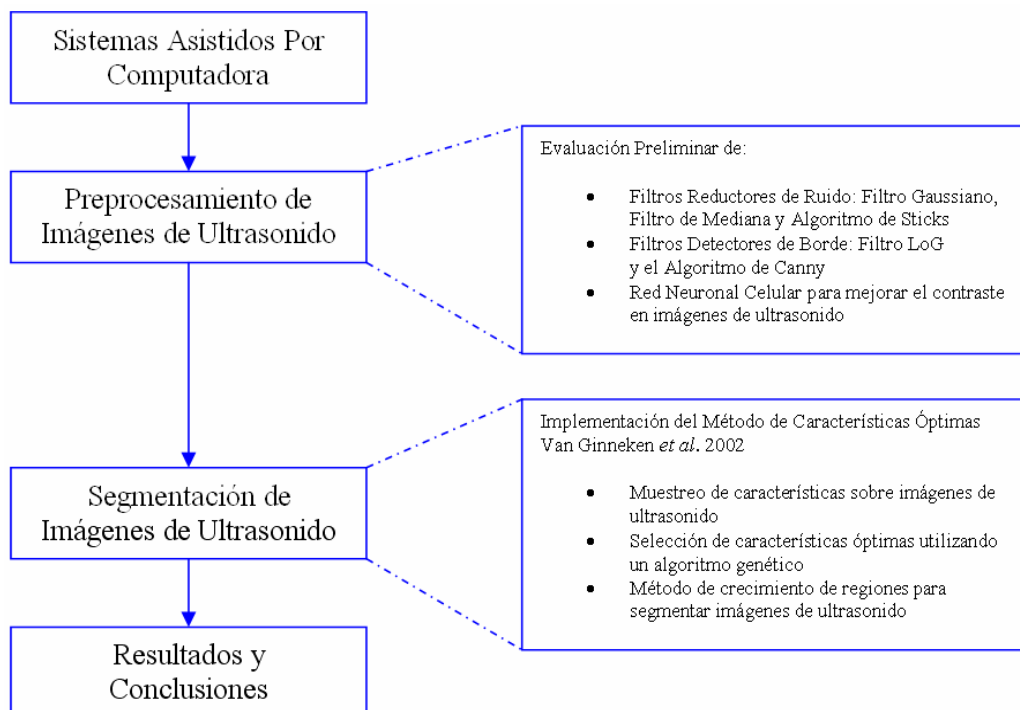 Sistemas Asistidos Por
Computadora
Preprocesamiento de
Imágenes de Ultrasonido
Evaluación Preliminar de:
• Filtros Reductores de Ruido: Filtro Gaussiano,
Filtro de Mediana y Algoritmo de Sticks
• Filtros Detectores de Borde: Filtro LoG
y el Algoritmo de Canny
• Red Neuronal Celular para mejorar el contraste
en imágenes de ultrasonido
Segmentación de
Imágenes de Ultrasonido
Implementación del Método de Características Óptimas
Van Ginneken et al. 2002
• Muestreo de características sobre imágenes de
ultrasonido
• Selección de características óptimas utilizando
un algoritmo genético
• Método de crecimiento de regiones para
segmentar imágenes de ultrasonido
Resultados y
Conclusiones